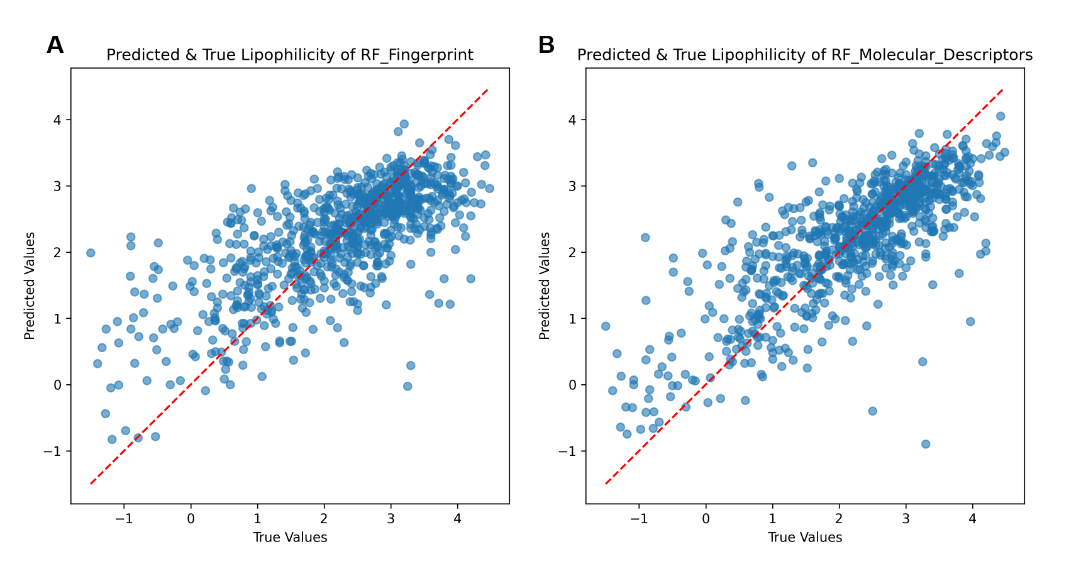 A
Predicted & True Lipophilicity of RF_Fingerprint
4
3
2
1
0
−1
Predicted Values
−1 0 1 2 3 4
True Values
B
Predicted & True Lipophilicity of RF_Molecular_Descriptors
4
3
2
1
0
−1
Predicted Values
−1 0 1 2 3 4
True Values